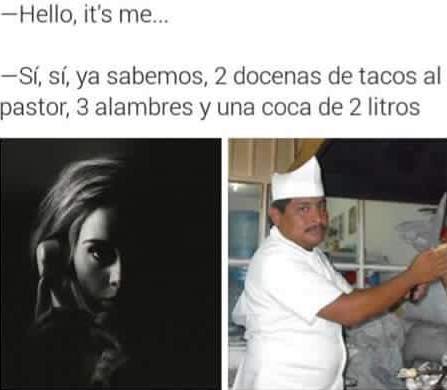 —Hello, it's me...
—Sí, sí, ya sabemos, 2 docenas de tacos al
pastor, 3 alambres y una coca de 2 litros